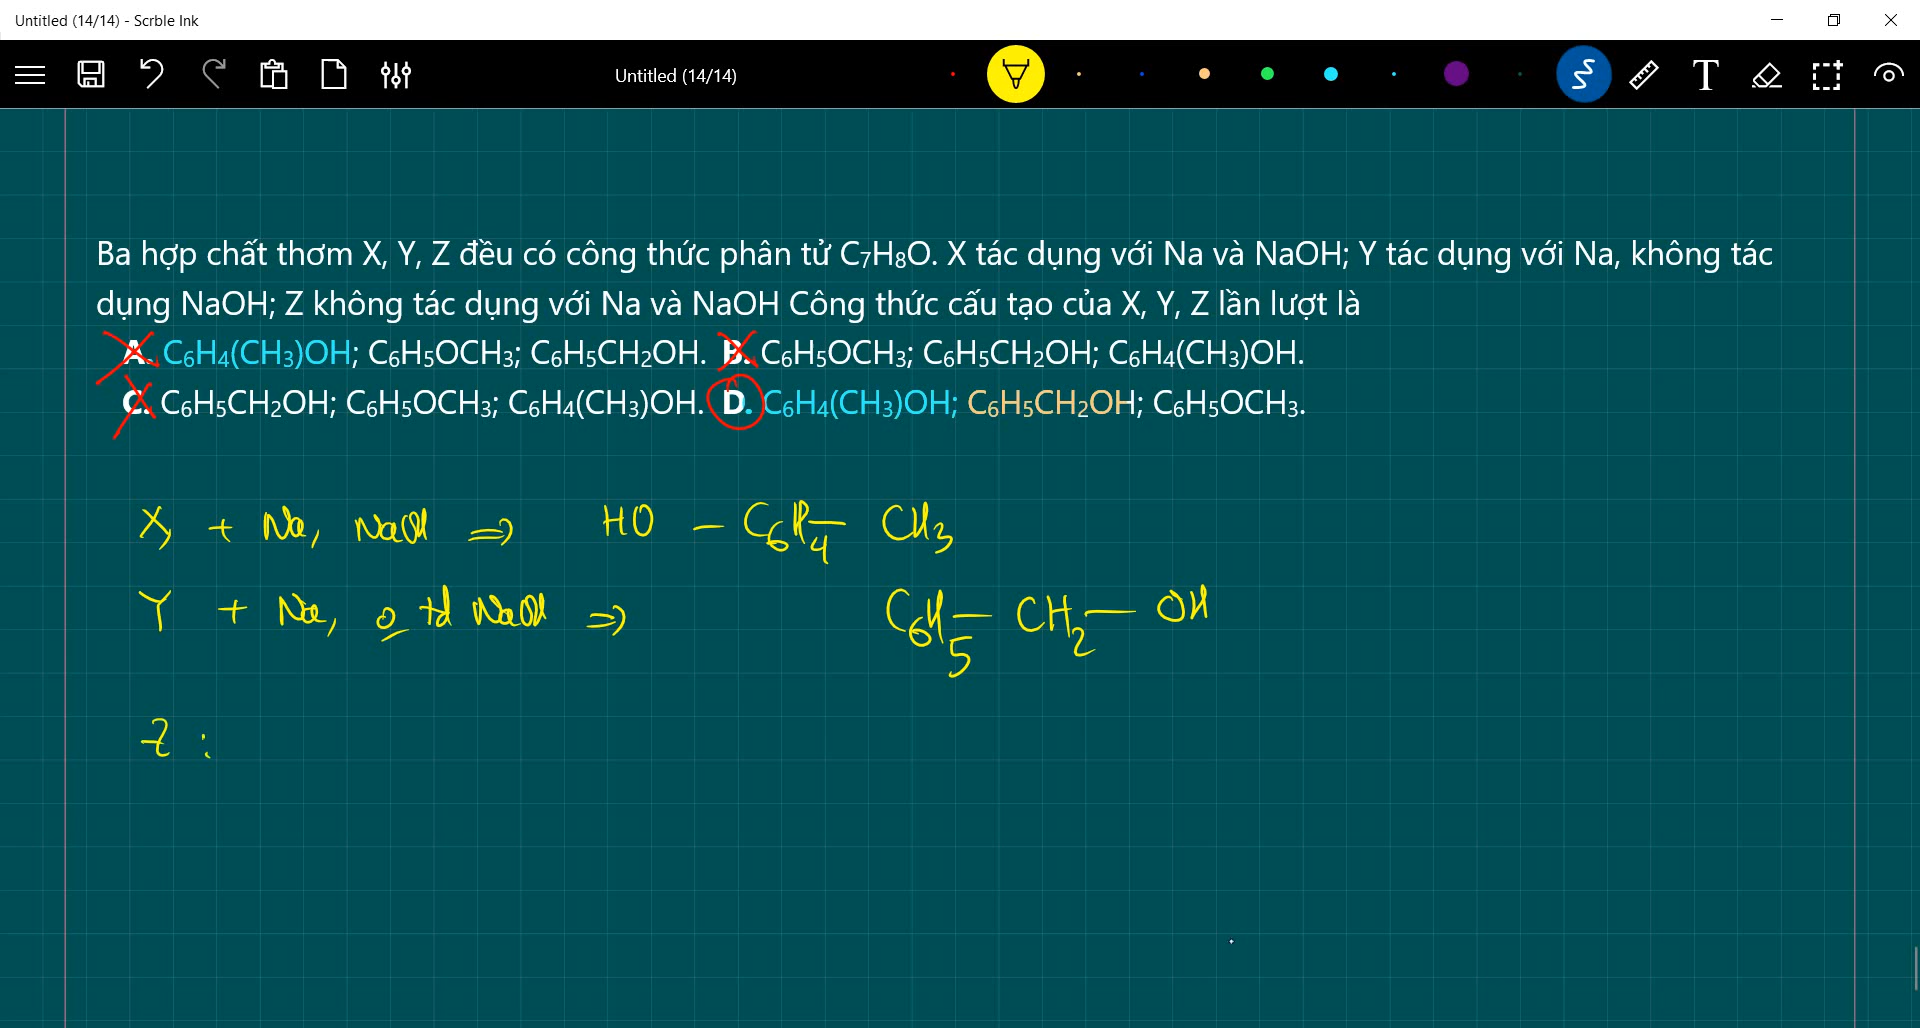 Untitled (14/14) - Scrble Ink
Untitled (14/14)
T
Ba hợp chất thơm X, Y, Z đều có công thức phân tử C₇H₈O. X tác dụng với Na và NaOH; Y tác dụng với Na, không tác
dụng NaOH; Z không tác dụng với Na và NaOH Công thức cấu tạo của X, Y, Z lần lượt là
A. C₆H₄(CH₃)OH; C₆H₅OCH₃; C₆H₅CH₂OH. B. C₆H₅OCH₃; C₆H₅CH₂OH; C₆H₄(CH₃)OH.
C. C₆H₅CH₂OH; C₆H₅OCH₃; C₆H₄(CH₃)OH. D. C₆H₄(CH₃)OH; C₆H₅CH₂OH; C₆H₅OCH₃.
X + Na, NaOH ⇒ HO - C₆H₄ - CH₃
Y + Na, o td NaOH ⇒ C₆H₅ - CH₂ - OH
Z :